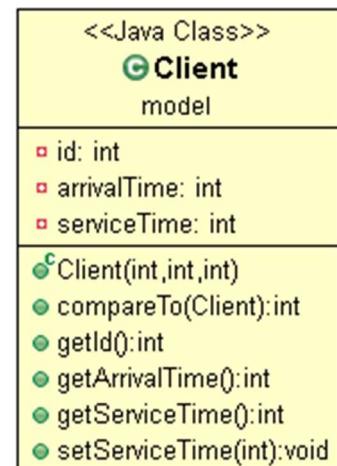 <<Java Class>>
C Client
model
id: int
arrivalTime: int
serviceTime: int
c Client(int,int,int)
compareTo(Client):int
getId():int
getArrivalTime():int
getServiceTime():int
setServiceTime(int):void